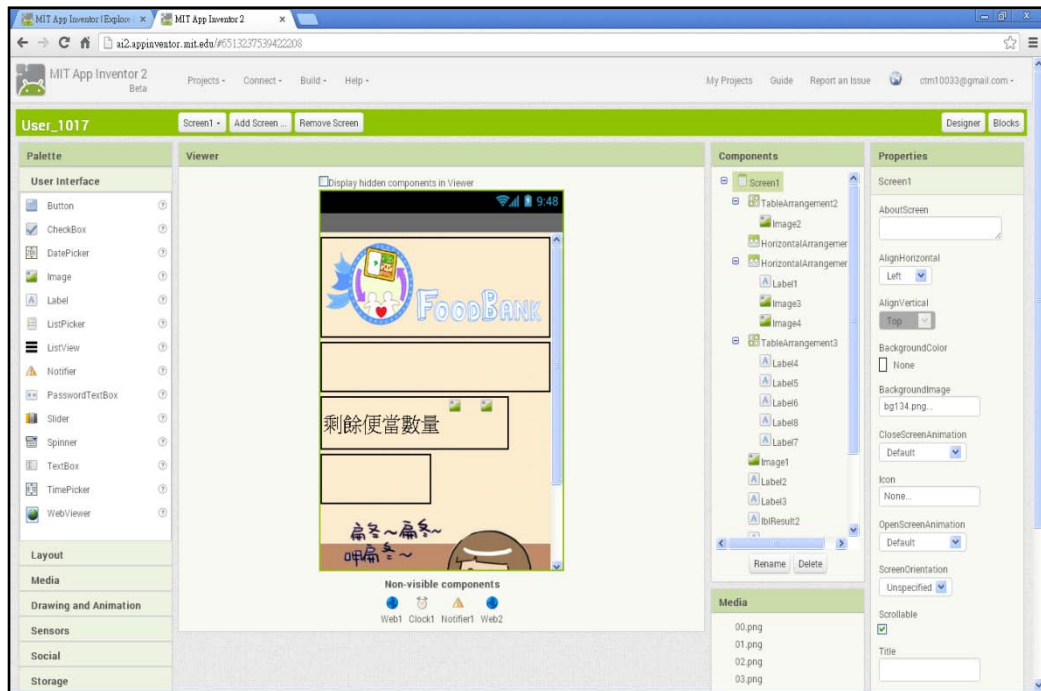 MIT App Inventor | Explore
MIT App Inventor 2
ai2.appinventor.mit.edu/#6513237539422208
MIT App Inventor 2
Beta
Projects Connect Build Help
My Projects Guide Report an Issue ctm10033@gmail.com
User_1017
Screen1 Add Screen ... Remove Screen
Designer Blocks
Palette
User Interface
Button
CheckBox
DatePicker
Image
Label
ListPicker
ListView
Notifier
PasswordTextBox
Slider
Spinner
TextBox
TimePicker
WebViewer
Layout
Media
Drawing and Animation
Sensors
Social
Storage
Viewer
Display hidden components in Viewer
9:48
FOODBANK
剩餘便當數量
扁冬~扁冬~
呷扁冬~
Non-visible components
Web1 Clock1 Notifier1 Web2
Components
Screen1
TableArrangement2
Image2
HorizontalArrangemer
HorizontalArrangemer
Label1
Image3
Image4
TableArrangement3
Label4
Label5
Label6
Label8
Label7
Image1
Label2
Label3
lblResult2
Rename Delete
Media
00.png
01.png
02.png
03.png
Properties
Screen1
AboutScreen
AlignHorizontal
Left
AlignVertical
Top
BackgroundColor
None
BackgroundImage
bg134.png...
CloseScreenAnimation
Default
Icon
None...
OpenScreenAnimation
Default
ScreenOrientation
Unspecified
Scrollable
Title